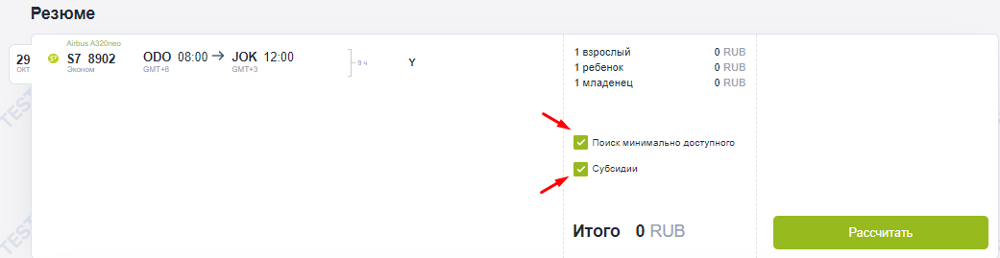 Резюме
Airbus A320neo
29 S7 8902 ODO 08:00 → JOK 12:00 9 ч Y
ОКТ Эконом GMT+8 GMT+3
1 взрослый 0 RUB
1 ребенок 0 RUB
1 младенец 0 RUB
Поиск минимально доступного
Субсидии
Итого 0 RUB
Рассчитать
TEST
TEST